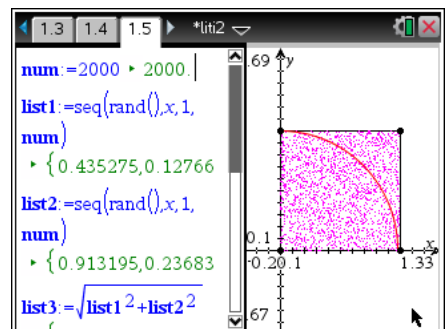 1.3 1.4 1.5 *liti2
num:=2000 ▸ 2000.
list1:=seq(rand(),x,1,
num)
▸ {0.435275,0.12766
list2:=seq(rand(),x,1,
num)
▸ {0.913195,0.23683
list3:=√list1²+list2²
.69 y
0.1 x
-0.20.1 1.33
.67